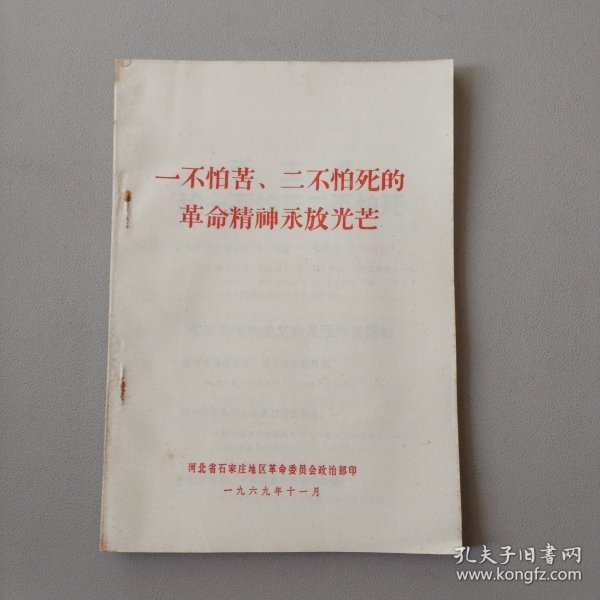 一不怕苦、二不怕死的
革命精神永放光芒
河北省石家庄地区革命委员会政治部印
一九六九年十一月
孔夫子旧书网
www.kongfz.com